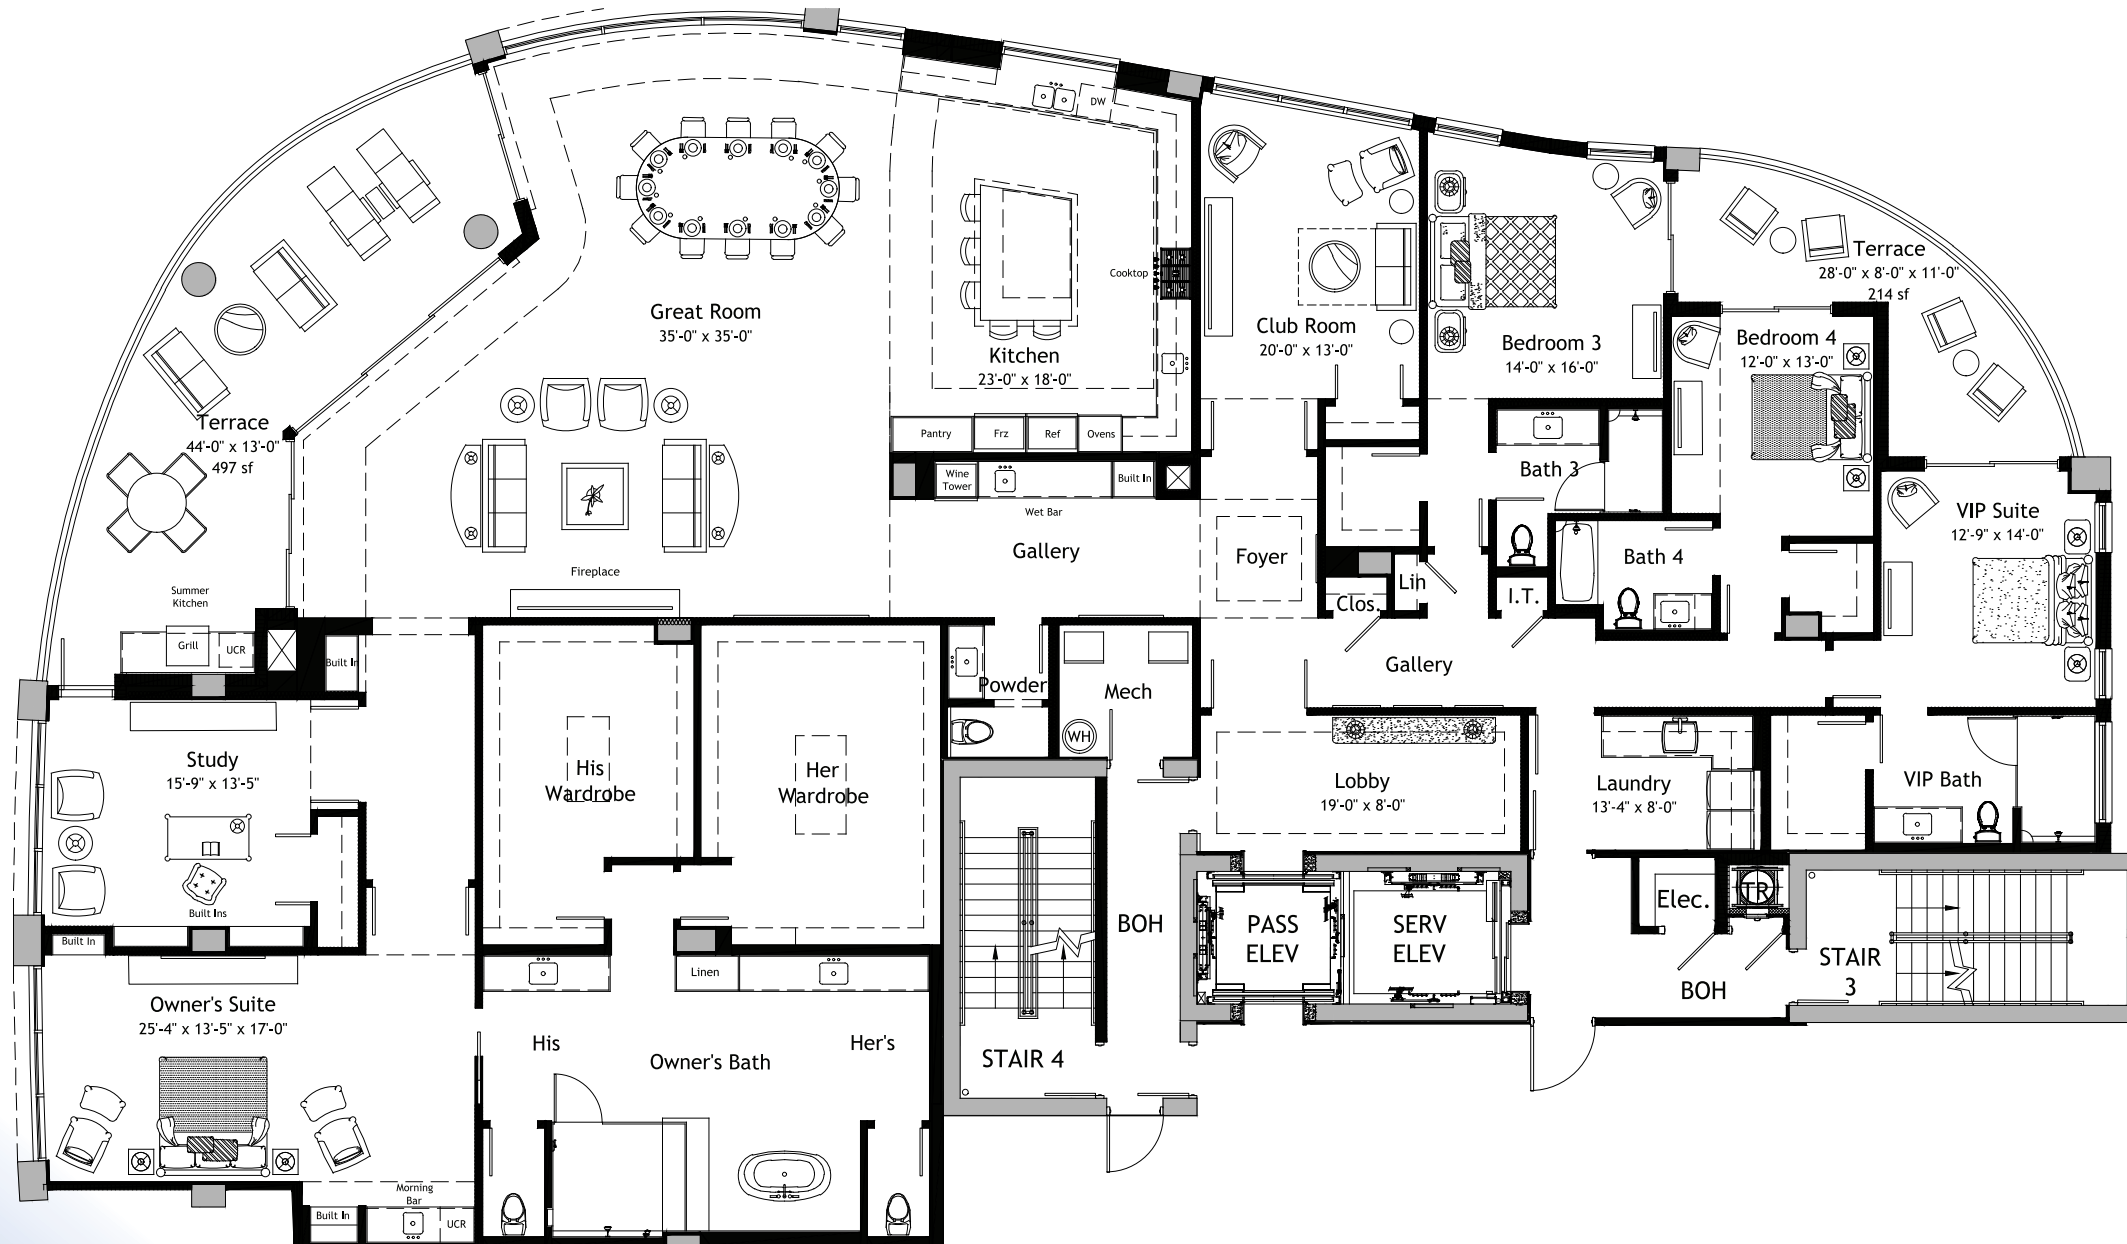 DW
Terrace
28'-0" x 8'-0" x 11'-0"
214 sf
Cooktop
Great Room
35'-0" x 35'-0"
Kitchen
23'-0" x 18'-0"
Club Room
20'-0" x 13'-0"
Bedroom 3
14'-0" x 16'-0"
Bedroom 4
12'-0" x 13'-0"
Terrace
44'-0" x 13'-0"
497 sf
Pantry
Frz
Ref
Ovens
Wine
Tower
Built In
Wet Bar
Bath 3
VIP Suite
12'-9" x 14'-0"
Gallery
Foyer
Bath 4
Fireplace
Lin
Clos.
I.T.
Summer
Kitchen
Grill
UCR
Built In
Gallery
Powder
Mech
WH
Study
15'-9" x 13'-5"
His
Wardrobe
Her
Wardrobe
Lobby
19'-0" x 8'-0"
Laundry
13'-4" x 8'-0"
VIP Bath
Built Ins
Built In
BOH
PASS
ELEV
SERV
ELEV
Elec.
TR
BOH
STAIR
3
Linen
Owner's Suite
25'-4" x 13'-5" x 17'-0"
His
Owner's Bath
Her's
STAIR 4
Morning
Bar
Built In
UCR